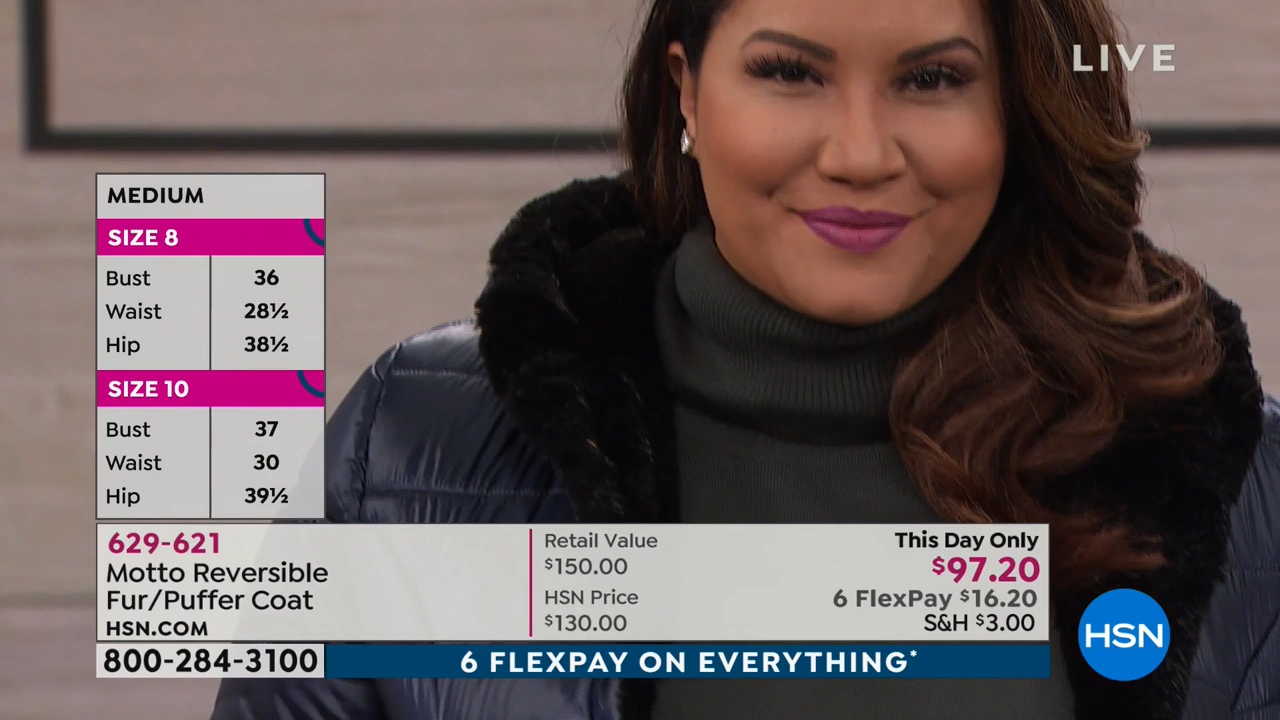 LIVE
MEDIUM
SIZE 8
Bust 36
Waist 28½
Hip 38½
SIZE 10
Bust 37
Waist 30
Hip 39½
629-621
Motto Reversible
Fur/Puffer Coat
HSN.COM
Retail Value
$150.00
HSN Price
$130.00
This Day Only
$97.20
6 FlexPay $16.20
S&H $3.00
HSN
800-284-3100
6 FLEXPAY ON EVERYTHING*